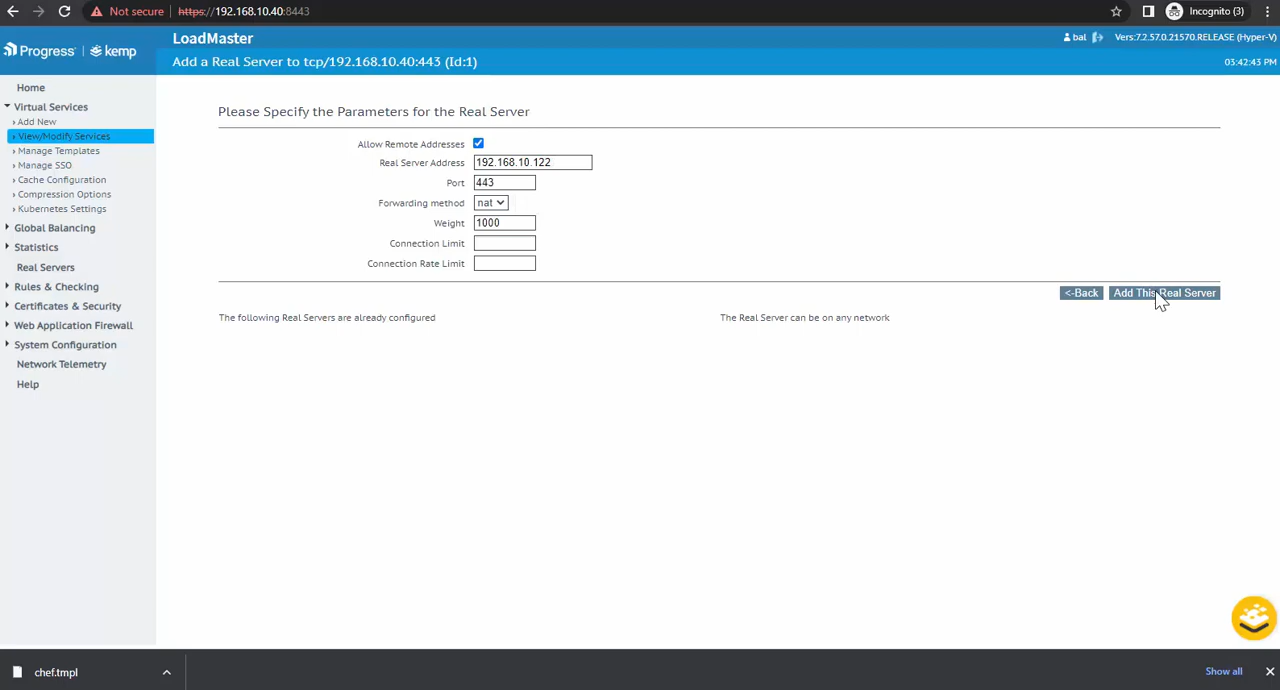 Not secure https://192.168.10.40:8443 Incognito (3)
Progress kemp
LoadMaster
bal Vers:7.2.57.0.21570.RELEASE (Hyper-V)
Add a Real Server to tcp/192.168.10.40:443 (Id:1)
03:42:43 PM
Home
Virtual Services
Add New
View/Modify Services
Manage Templates
Manage SSO
Cache Configuration
Compression Options
Kubernetes Settings
Global Balancing
Statistics
Real Servers
Rules & Checking
Certificates & Security
Web Application Firewall
System Configuration
Network Telemetry
Help
Please Specify the Parameters for the Real Server
Allow Remote Addresses
Real Server Address 192.168.10.122
Port 443
Forwarding method nat
Weight 1000
Connection Limit
Connection Rate Limit
<-Back Add This Real Server
The following Real Servers are already configured
The Real Server can be on any network
chef.tmpl
Show all